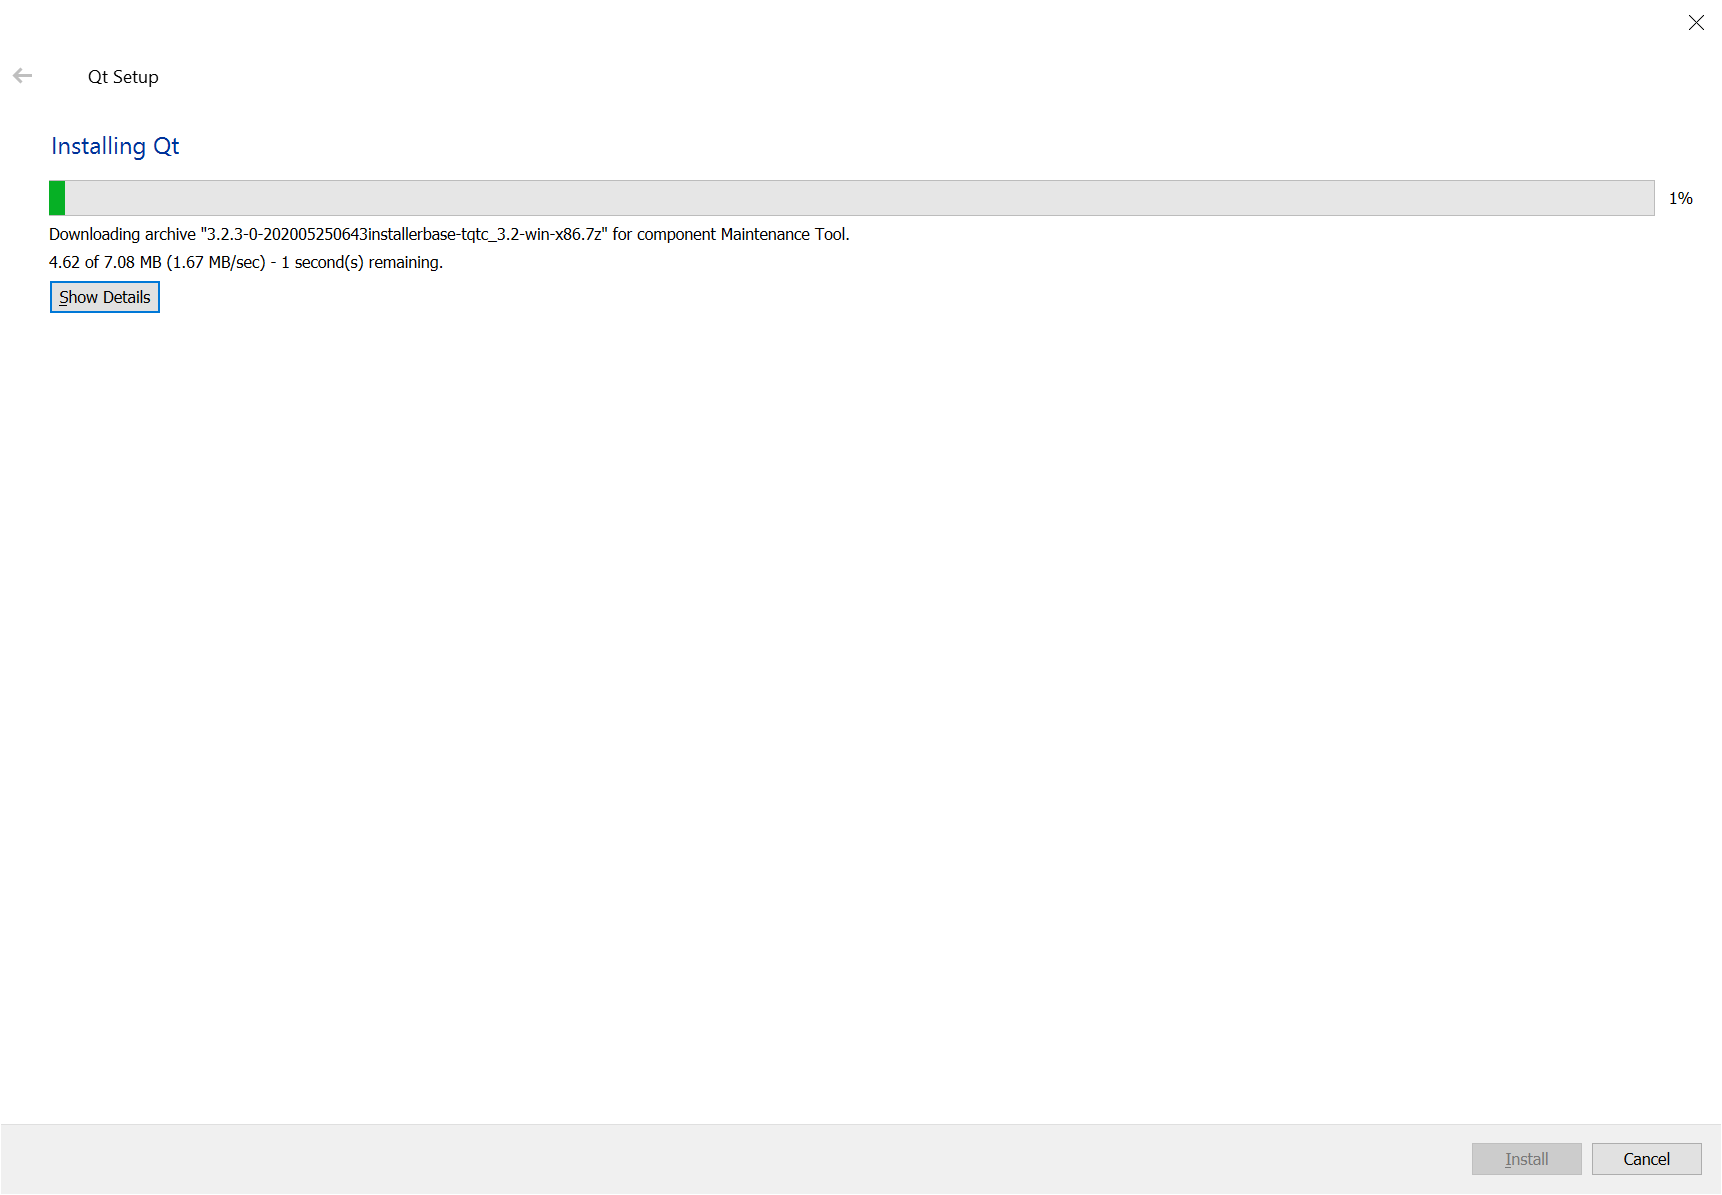 Qt Setup
Installing Qt
1%
Downloading archive "3.2.3-0-202005250643installerbase-tqtc_3.2-win-x86.7z" for component Maintenance Tool.
4.62 of 7.08 MB (1.67 MB/sec) - 1 second(s) remaining.
Show Details
Install
Cancel